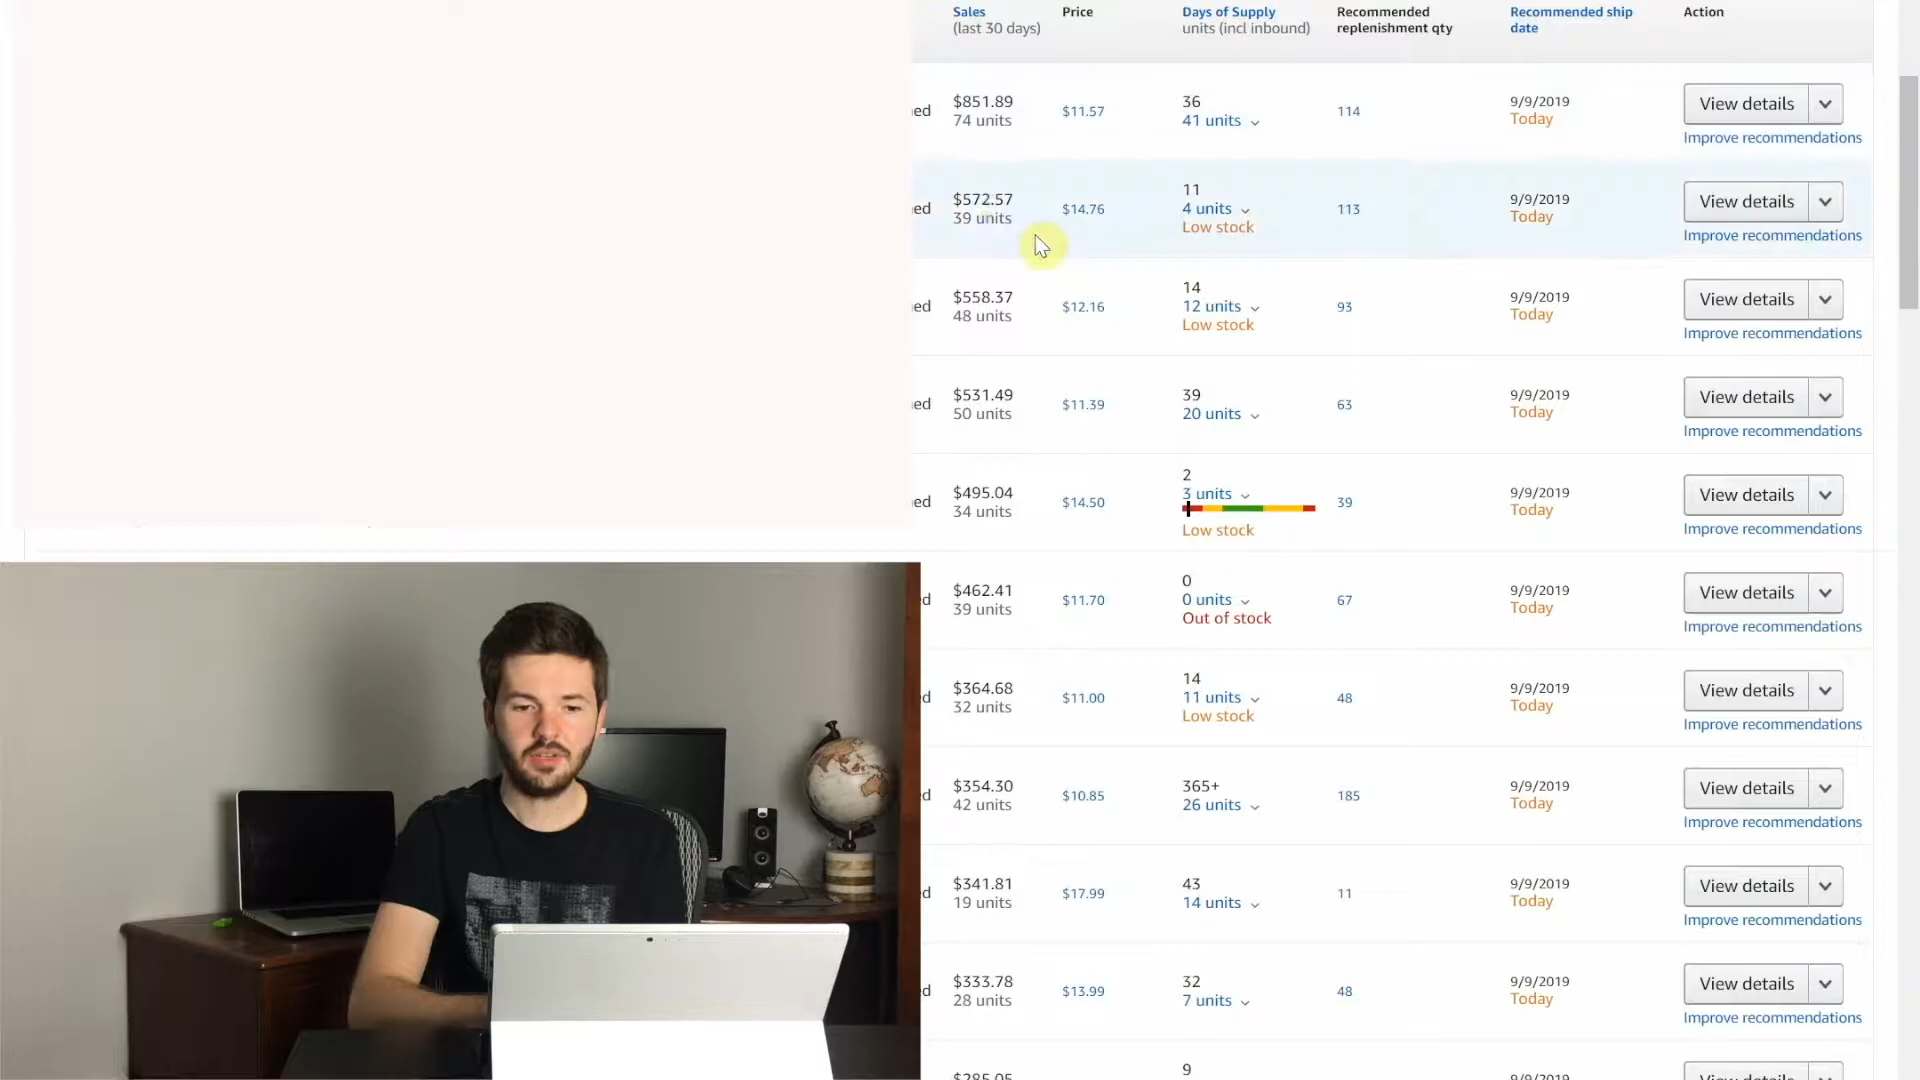 Sales
(last 30 days)
Price
Days of Supply
units (incl inbound)
Recommended
replenishment qty
Recommended ship
date
Action
ed
$851.89
74 units
$11.57
36
41 units
114
9/9/2019
Today
View details
Improve recommendations
ed
$572.57
39 units
$14.76
11
4 units
Low stock
113
9/9/2019
Today
View details
Improve recommendations
ed
$558.37
48 units
$12.16
14
12 units
Low stock
93
9/9/2019
Today
View details
Improve recommendations
ed
$531.49
50 units
$11.39
39
20 units
63
9/9/2019
Today
View details
Improve recommendations
ed
$495.04
34 units
$14.50
2
3 units
Low stock
39
9/9/2019
Today
View details
Improve recommendations
d
$462.41
39 units
$11.70
0
0 units
Out of stock
67
9/9/2019
Today
View details
Improve recommendations
d
$364.68
32 units
$11.00
14
11 units
Low stock
48
9/9/2019
Today
View details
Improve recommendations
d
$354.30
42 units
$10.85
365+
26 units
185
9/9/2019
Today
View details
Improve recommendations
d
$341.81
19 units
$17.99
43
14 units
11
9/9/2019
Today
View details
Improve recommendations
d
$333.78
28 units
$13.99
32
7 units
48
9/9/2019
Today
View details
Improve recommendations
$285.05
9
9/9/2019
View details